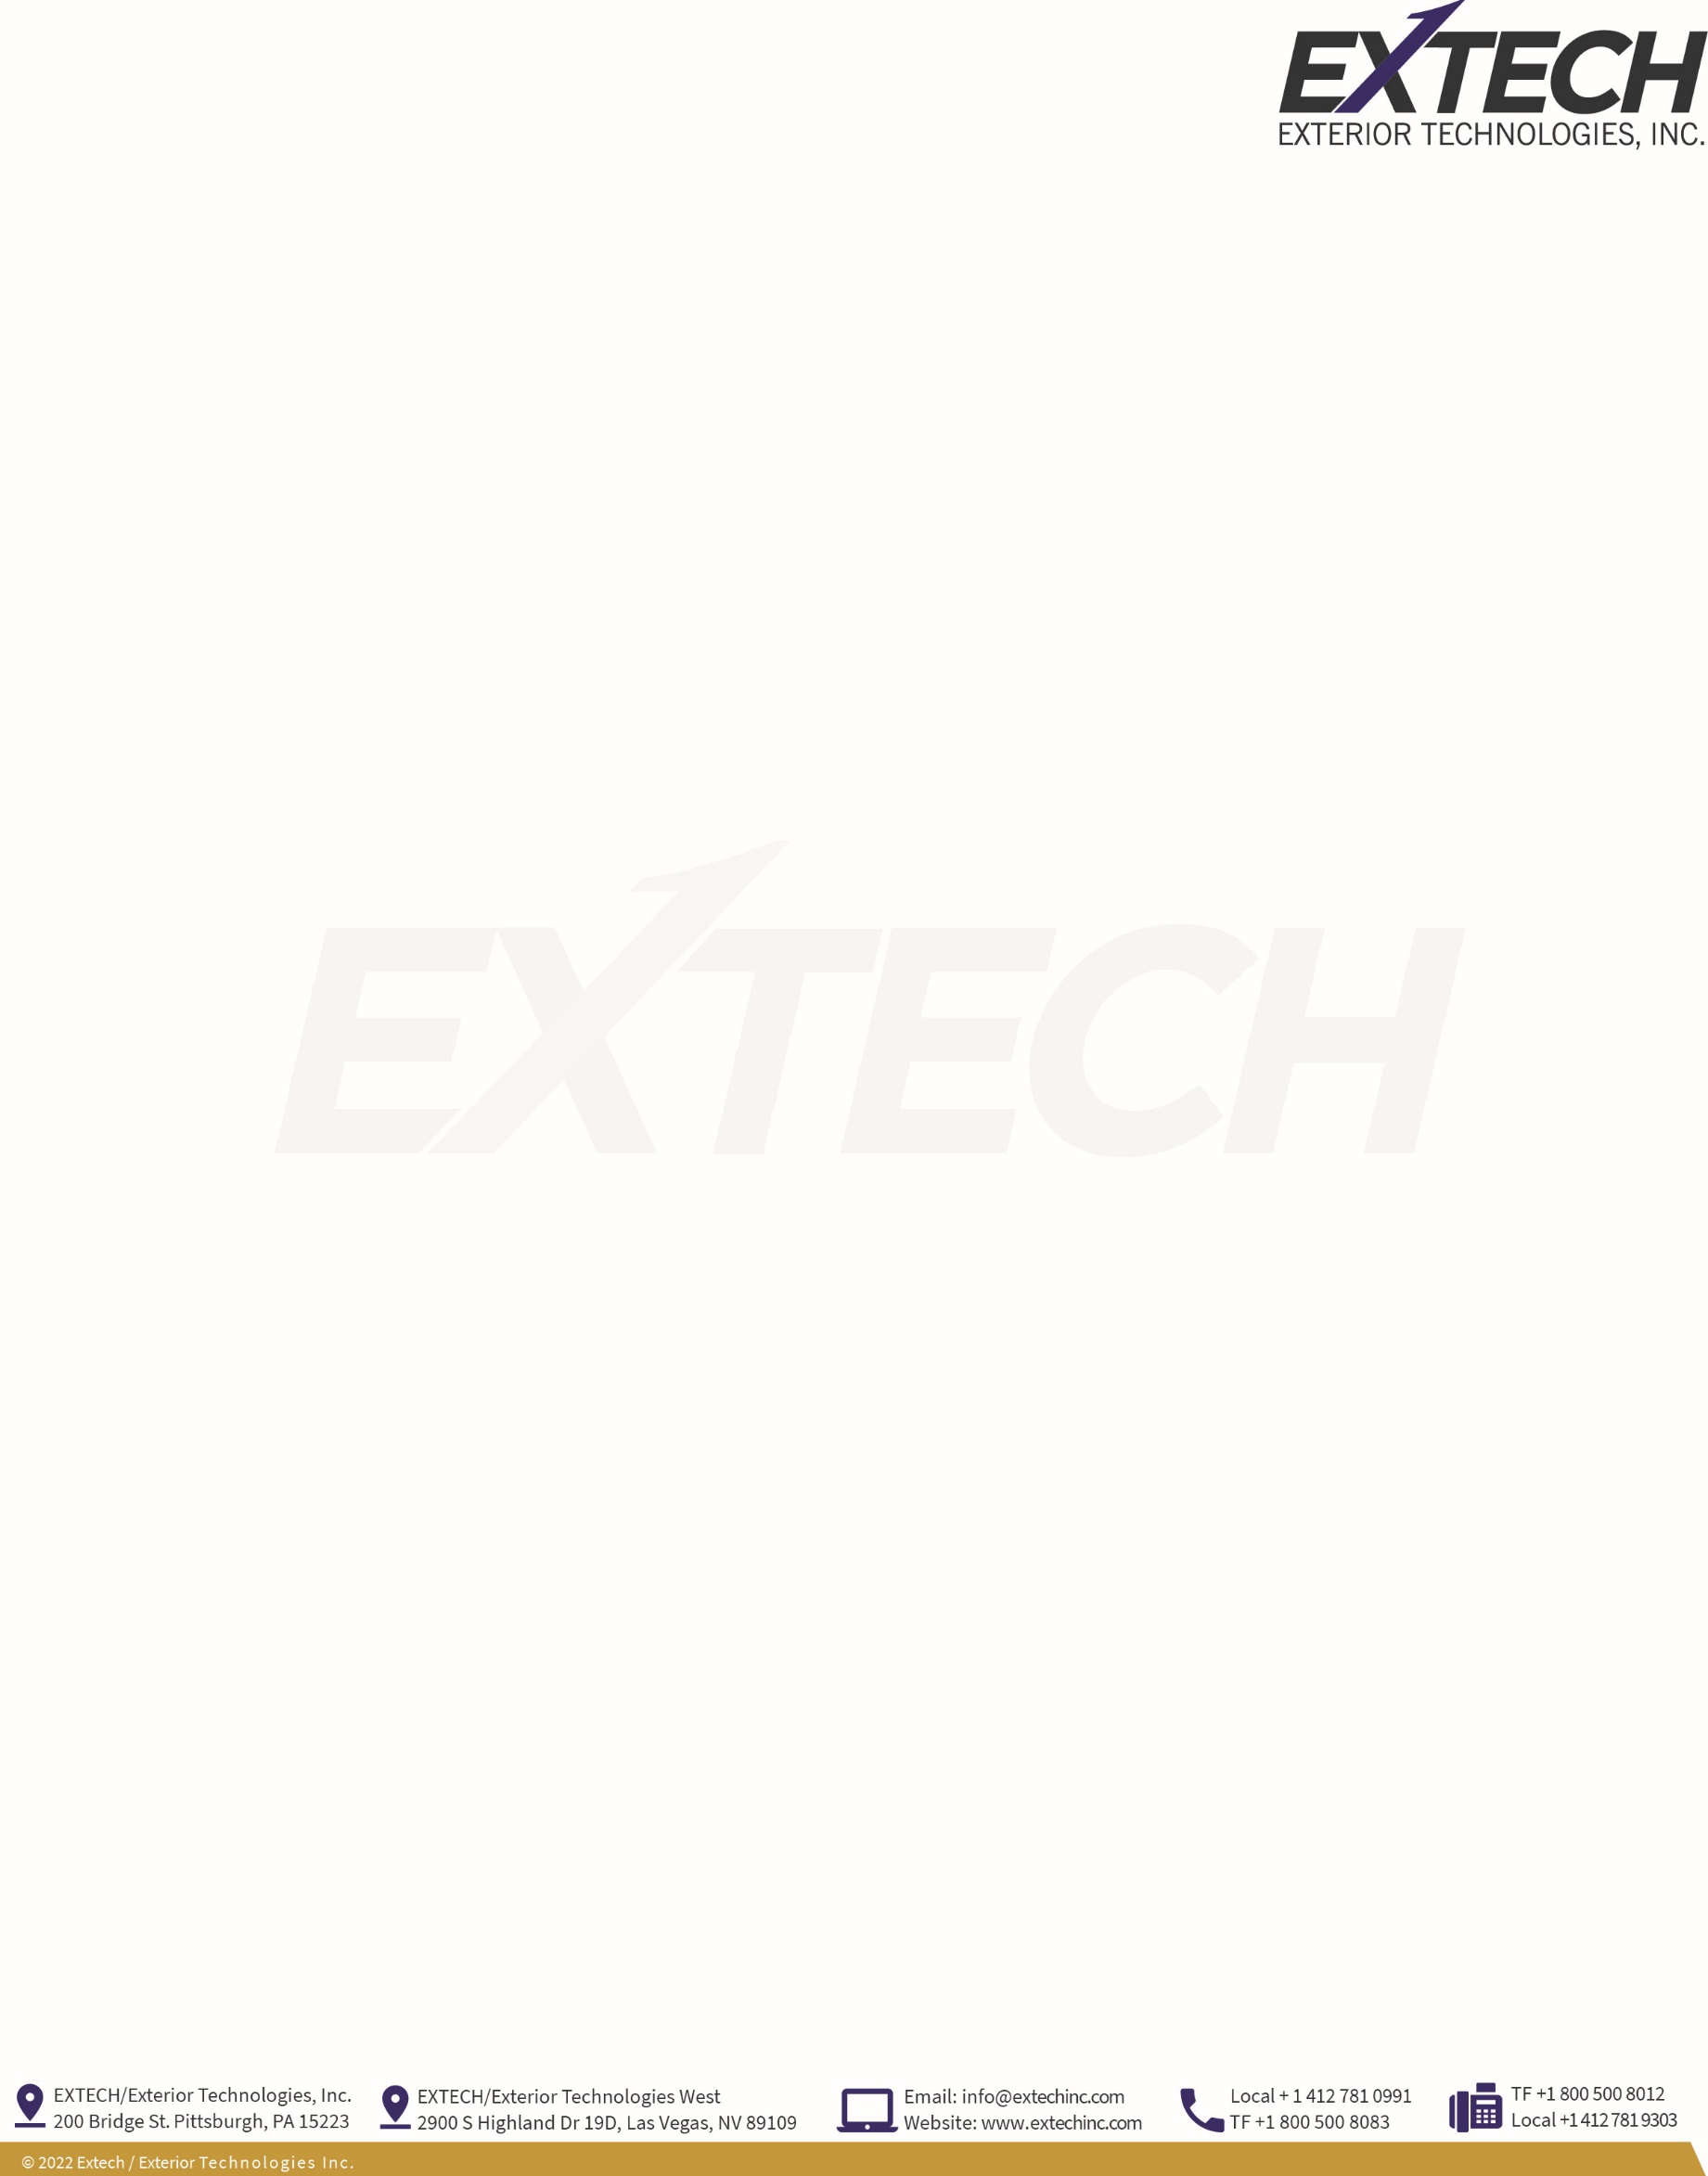 EXTECH
EXTERIOR TECHNOLOGIES, INC.
EXTECH
EXTECH/Exterior Technologies, Inc.
200 Bridge St. Pittsburgh, PA 15223
EXTECH/Exterior Technologies West
2900 S Highland Dr 19D, Las Vegas, NV 89109
Email: info@extechinc.com
Website: www.extechinc.com
Local + 1 412 781 0991
TF +1 800 500 8083
TF +1 800 500 8012
Local +1 412 781 9303
© 2022 Extech / Exterior Technologies Inc.